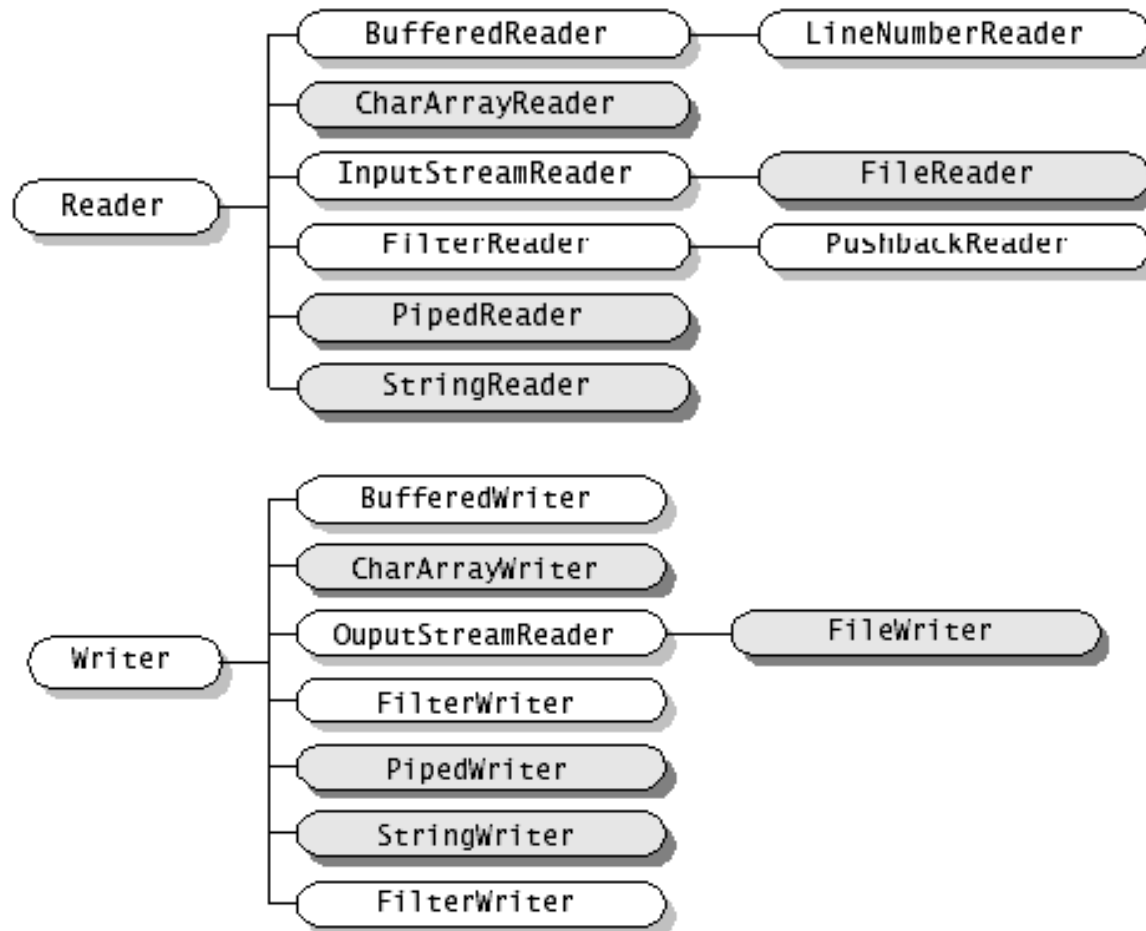 BufferedReader
LineNumberReader
CharArrayReader
InputStreamReader
FileReader
Reader
FilterReader
PushbackReader
PipedReader
StringReader
BufferedWriter
CharArrayWriter
OuputStreamReader
FileWriter
Writer
FilterWriter
PipedWriter
StringWriter
FilterWriter